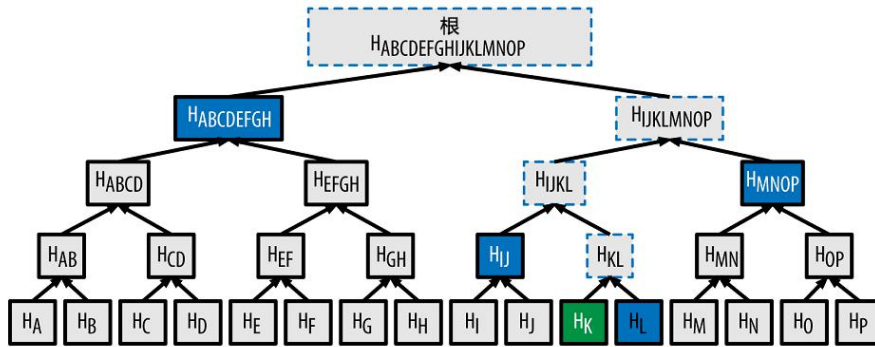 根
HABCDEFGHIJKLMNOP
HABCDEFGH
HIJKLMNOP
HABCD
HEFGH
HIJKL
HMNOP
HAB
HCD
HEF
HGH
HIJ
HKL
HMN
HOP
HA
HB
HC
HD
HE
HF
HG
HH
HI
HJ
HK
HL
HM
HN
HO
HP